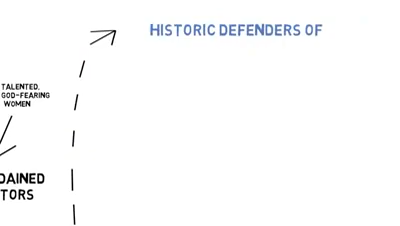 HISTORIC DEFENDERS OF
TALENTED,
GOD-FEARING
WOMEN
DAINED
TORS